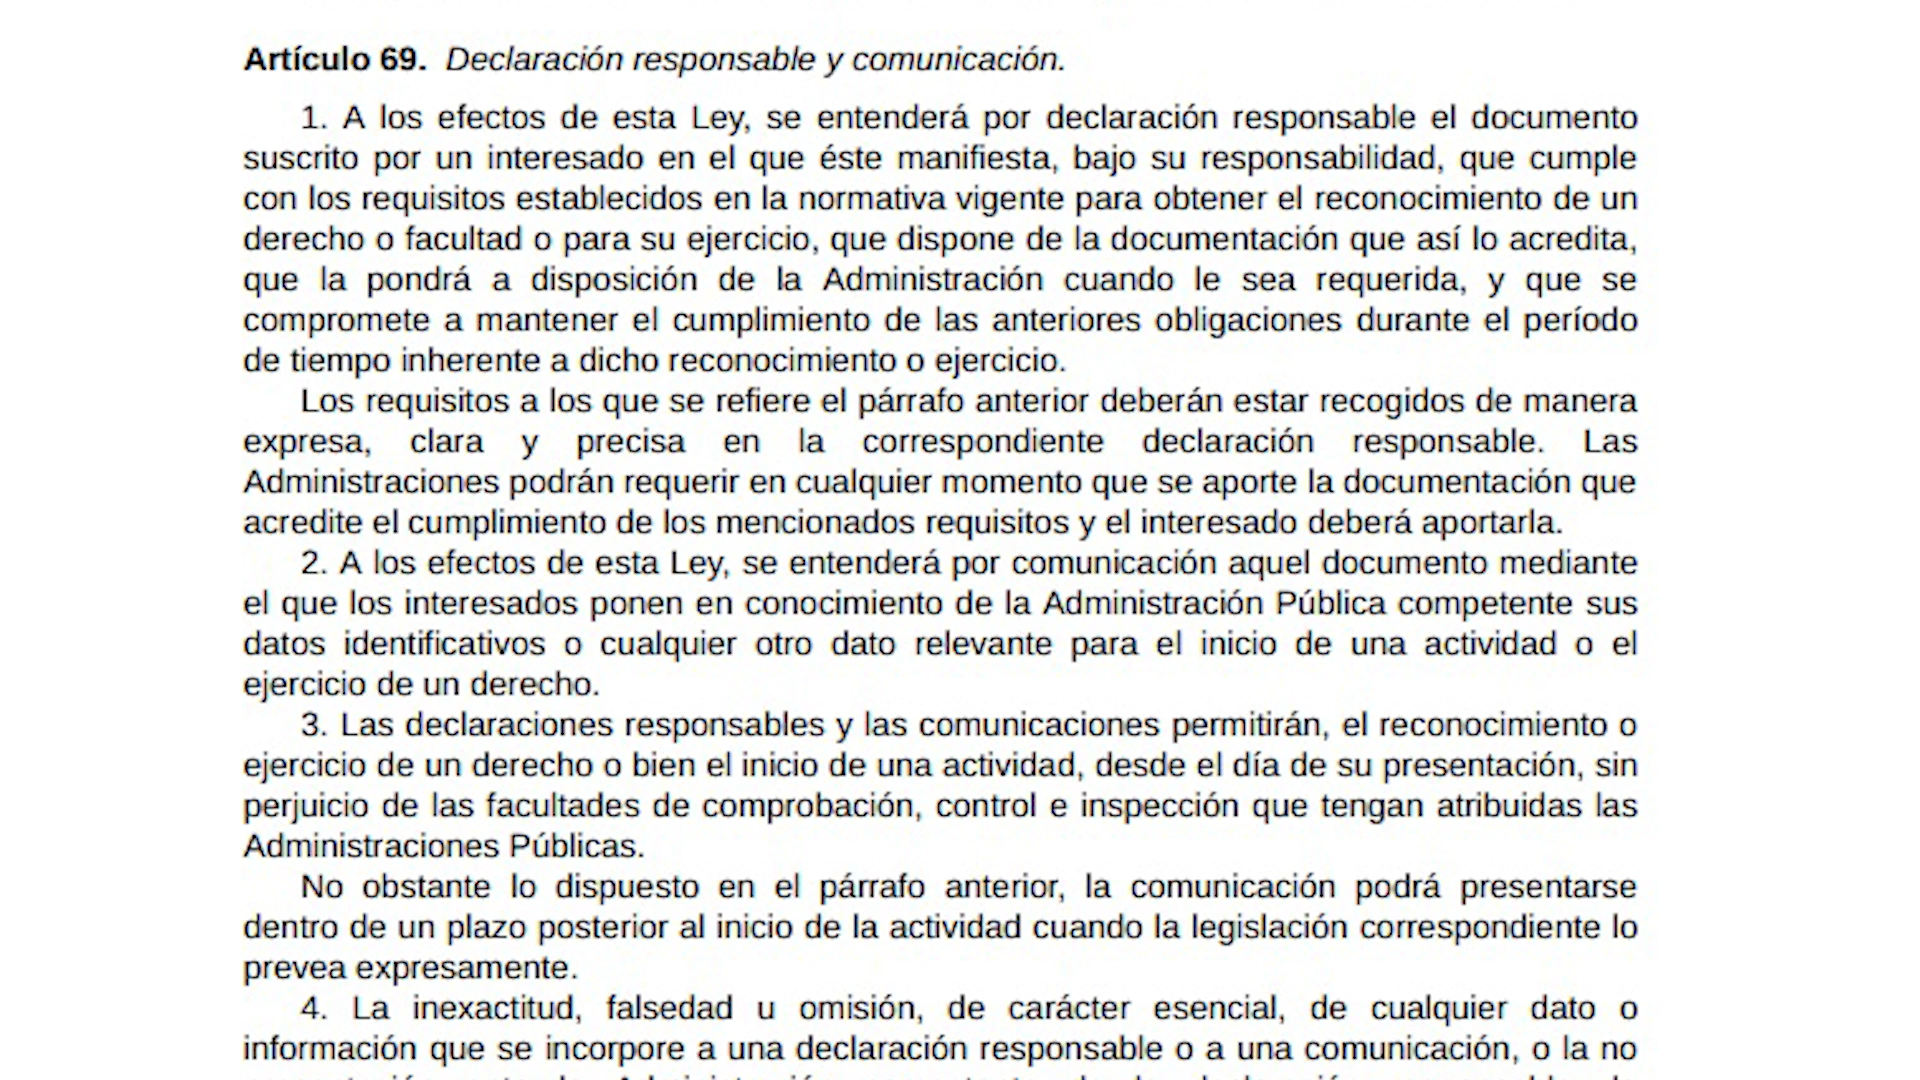 Artículo 69. Declaración responsable y comunicación.
1. A los efectos de esta Ley, se entenderá por declaración responsable el documento
suscrito por un interesado en el que éste manifiesta, bajo su responsabilidad, que cumple
con los requisitos establecidos en la normativa vigente para obtener el reconocimiento de un
derecho o facultad o para su ejercicio, que dispone de la documentación que así lo acredita,
que la pondrá a disposición de la Administración cuando le sea requerida, y que se
compromete a mantener el cumplimiento de las anteriores obligaciones durante el período
de tiempo inherente a dicho reconocimiento o ejercicio.
Los requisitos a los que se refiere el párrafo anterior deberán estar recogidos de manera
expresa, clara y precisa en la correspondiente declaración responsable. Las
Administraciones podrán requerir en cualquier momento que se aporte la documentación que
acredite el cumplimiento de los mencionados requisitos y el interesado deberá aportarla.
2. A los efectos de esta Ley, se entenderá por comunicación aquel documento mediante
el que los interesados ponen en conocimiento de la Administración Pública competente sus
datos identificativos o cualquier otro dato relevante para el inicio de una actividad o el
ejercicio de un derecho.
3. Las declaraciones responsables y las comunicaciones permitirán, el reconocimiento o
ejercicio de un derecho o bien el inicio de una actividad, desde el día de su presentación, sin
perjuicio de las facultades de comprobación, control e inspección que tengan atribuidas las
Administraciones Públicas.
No obstante lo dispuesto en el párrafo anterior, la comunicación podrá presentarse
dentro de un plazo posterior al inicio de la actividad cuando la legislación correspondiente lo
prevea expresamente.
4. La inexactitud, falsedad u omisión, de carácter esencial, de cualquier dato o
información que se incorpore a una declaración responsable o a una comunicación, o la no